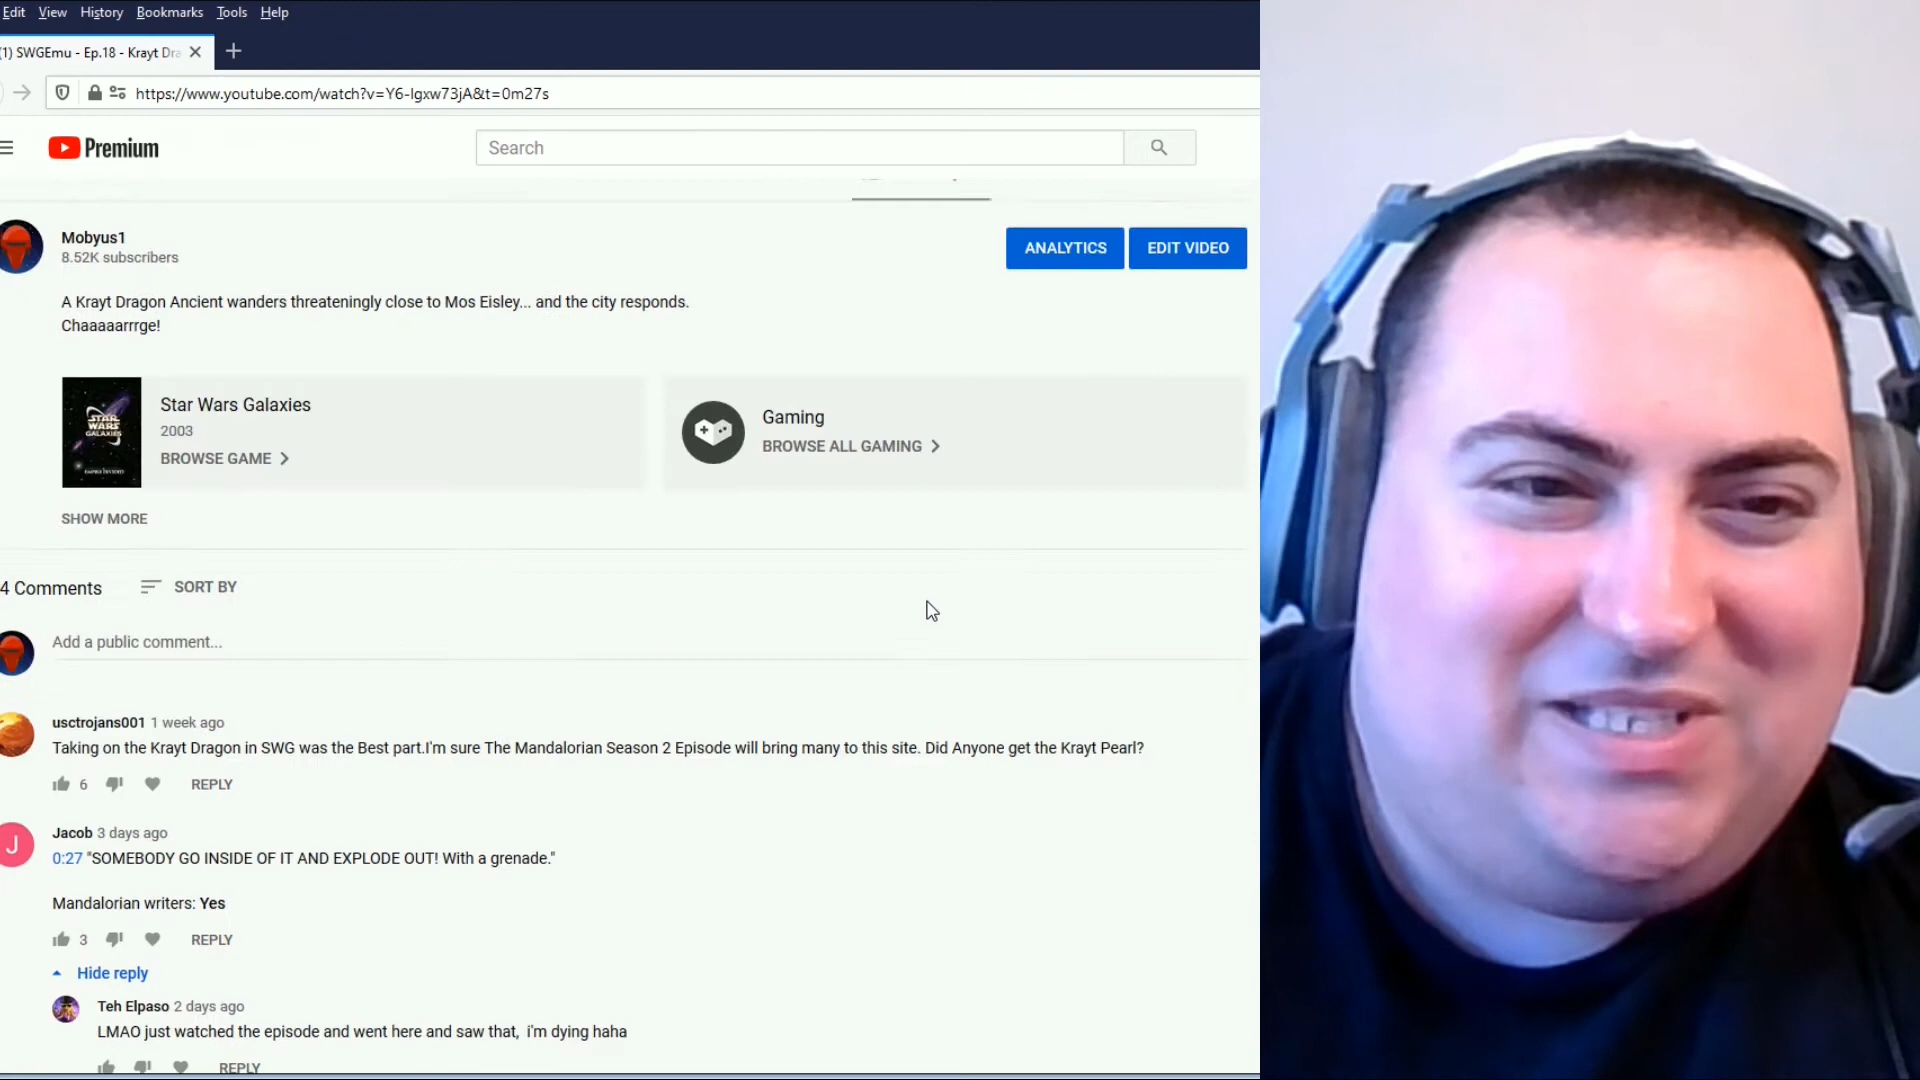 Edit View History Bookmarks Tools Help
1) SWGEmu - Ep.18 - Krayt Dra
https://www.youtube.com/watch?v=Y6-lgxw73jA&t=0m27s
Premium
Search
Mobyus1
8.52K subscribers
ANALYTICS
EDIT VIDEO
A Krayt Dragon Ancient wanders threateningly close to Mos Eisley... and the city responds.
Chaaaaarrrge!
STAR WARS GALAXIES
Star Wars Galaxies
2003
BROWSE GAME
Gaming
BROWSE ALL GAMING
SHOW MORE
4 Comments
SORT BY
Add a public comment...
usctrojans001 1 week ago
Taking on the Krayt Dragon in SWG was the Best part.I'm sure The Mandalorian Season 2 Episode will bring many to this site. Did Anyone get the Krayt Pearl?
6
REPLY
J
Jacob 3 days ago
0:27 "SOMEBODY GO INSIDE OF IT AND EXPLODE OUT! With a grenade."
Mandalorian writers: Yes
3
REPLY
Hide reply
Teh Elpaso 2 days ago
LMAO just watched the episode and went here and saw that, i'm dying haha
REPLY